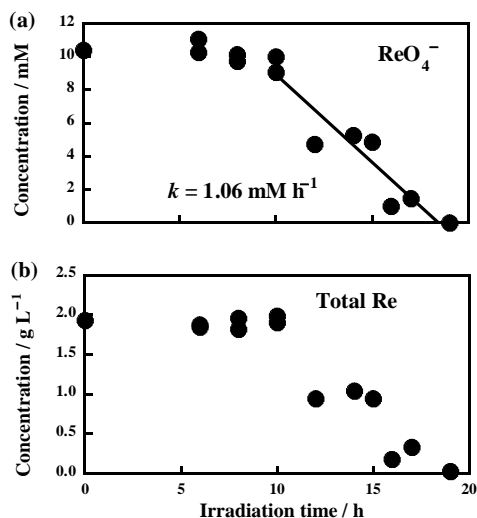 (a)
12
10
8
6
4
2
0
Concentration / mM
ReO₄⁻
k = 1.06 mM h⁻¹
(b)
2.5
2.0
1.5
1.0
0.5
0.0
Concentration / g L⁻¹
Total Re
0 5 10 15 20
Irradiation time / h